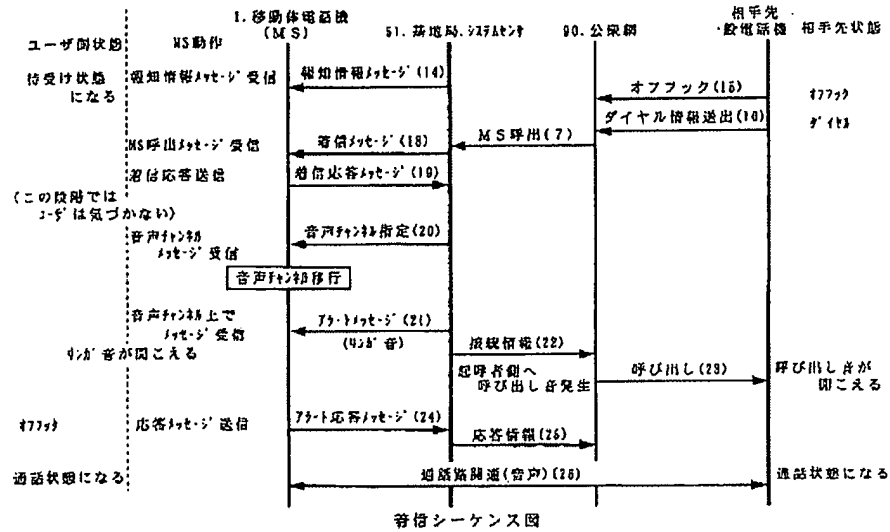 1. 移動体電話機
(MS)
51. 基地局、システムセンタ
90. 公衆網
相手先
一般電話機
相手先状態
ユーザ側状態
MS動作
待受け状態
になる
報知情報メッセージ受信
報知情報メッセージ(14)
オフフック(15)
オフフック
ダイヤル情報送出(16)
ダイヤル
MS呼出(7)
MS呼出メッセージ受信
着信メッセージ(18)
着信応答送信
着信応答メッセージ(19)
(この段階では
ユーザは気づかない)
音声チャンネル
メッセージ受信
音声チャンネル指定(20)
音声チャンネル移行
音声チャンネル上で
メッセージ受信
アラートメッセージ(21)
(リンガ音)
リンガ音が聞こえる
接続情報(22)
起呼者側へ
呼び出し音発生
呼び出し(23)
呼び出し音が
聞こえる
オフフック
応答メッセージ送信
アラート応答メッセージ(24)
応答情報(25)
通話状態になる
通話路開通(音声)(26)
通話状態になる
着信シーケンス図